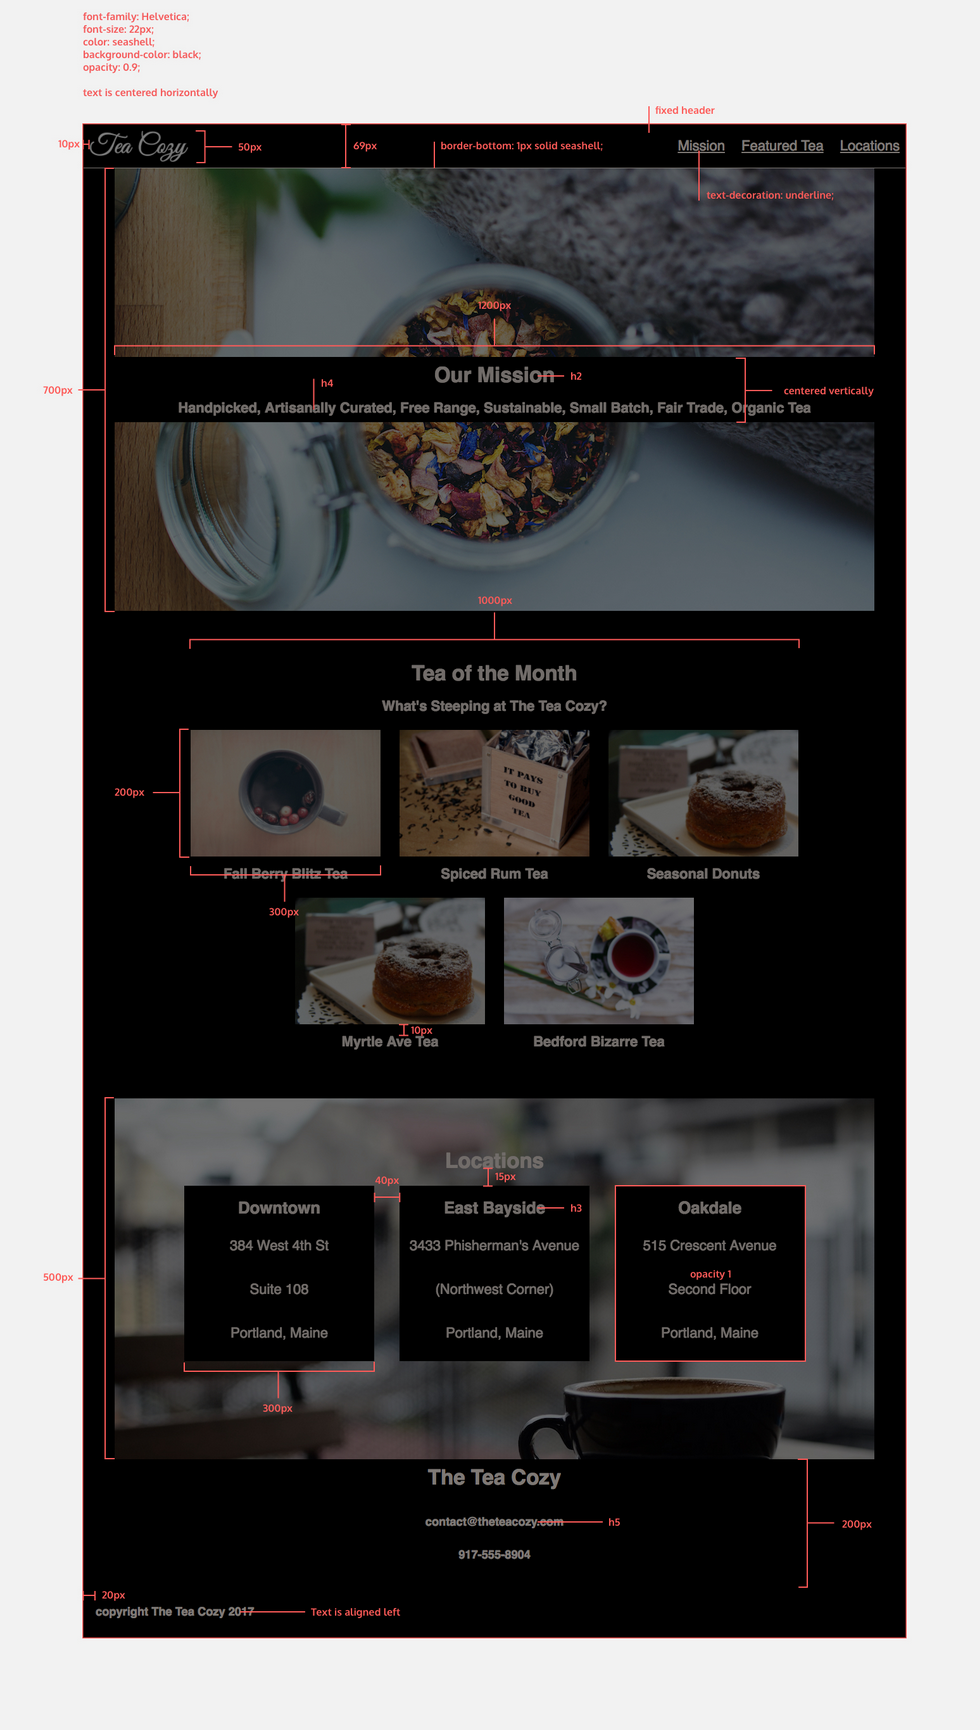 font-family: Helvetica;
font-size: 22px;
color: seashell;
background-color: black;
opacity: 0.9;
text is centered horizontally
fixed header
10px
Tea Cozy
50px
69px
border-bottom: 1px solid seashell;
Mission
Featured Tea
Locations
text-decoration: underline;
1200px
Our Mission
h2
h4
700px
centered vertically
Handpicked, Artisanally Curated, Free Range, Sustainable, Small Batch, Fair Trade, Organic Tea
1000px
Tea of the Month
What's Steeping at The Tea Cozy?
IT PAYS
TO BUY
GOOD
TEA
200px
Fall Berry Blitz Tea
Spiced Rum Tea
Seasonal Donuts
300px
10px
Myrtle Ave Tea
Bedford Bizarre Tea
Locations
15px
40px
Downtown
East Bayside
h3
Oakdale
384 West 4th St
3433 Phisherman's Avenue
515 Crescent Avenue
opacity 1
500px
Suite 108
(Northwest Corner)
Second Floor
Portland, Maine
Portland, Maine
Portland, Maine
300px
The Tea Cozy
contact@theteacozy.com
h5
200px
917-555-8904
20px
copyright The Tea Cozy 2017
Text is aligned left